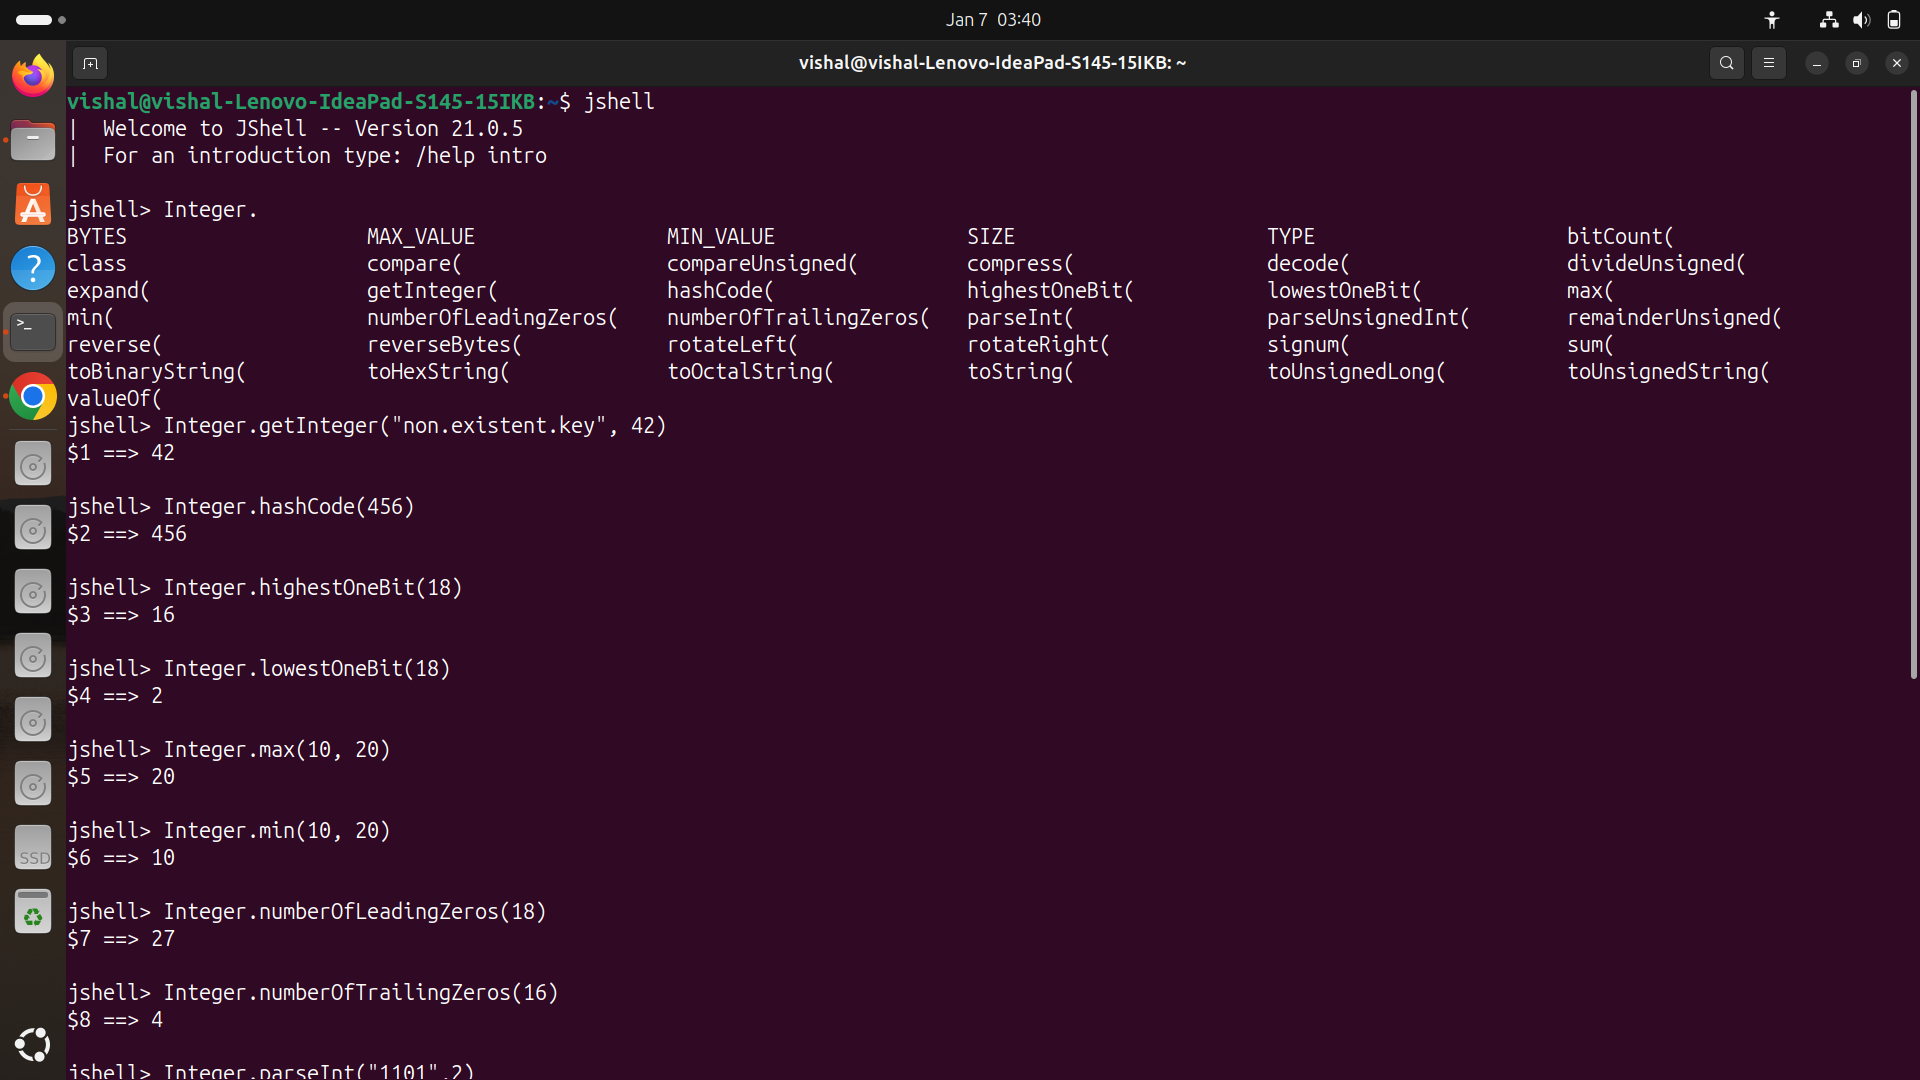 Jan 7 03:40
vishal@vishal-Lenovo-IdeaPad-S145-15IKB: ~
vishal@vishal-Lenovo-IdeaPad-S145-15IKB:~$ jshell
|  Welcome to JShell -- Version 21.0.5
|  For an introduction type: /help intro
jshell> Integer.
BYTES MAX_VALUE MIN_VALUE SIZE TYPE bitCount(
class compare( compareUnsigned( compress( decode( divideUnsigned(
expand( getInteger( hashCode( highestOneBit( lowestOneBit( max(
min( numberOfLeadingZeros( numberOfTrailingZeros( parseInt( parseUnsignedInt( remainderUnsigned(
reverse( reverseBytes( rotateLeft( rotateRight( signum( sum(
toBinaryString( toHexString( toOctalString( toString( toUnsignedLong( toUnsignedString(
valueOf(
jshell> Integer.getInteger("non.existent.key", 42)
$1 ==> 42
jshell> Integer.hashCode(456)
$2 ==> 456
jshell> Integer.highestOneBit(18)
$3 ==> 16
jshell> Integer.lowestOneBit(18)
$4 ==> 2
jshell> Integer.max(10, 20)
$5 ==> 20
jshell> Integer.min(10, 20)
$6 ==> 10
jshell> Integer.numberOfLeadingZeros(18)
$7 ==> 27
jshell> Integer.numberOfTrailingZeros(16)
$8 ==> 4
jshell> Integer.parseInt("1101",2)
SSD